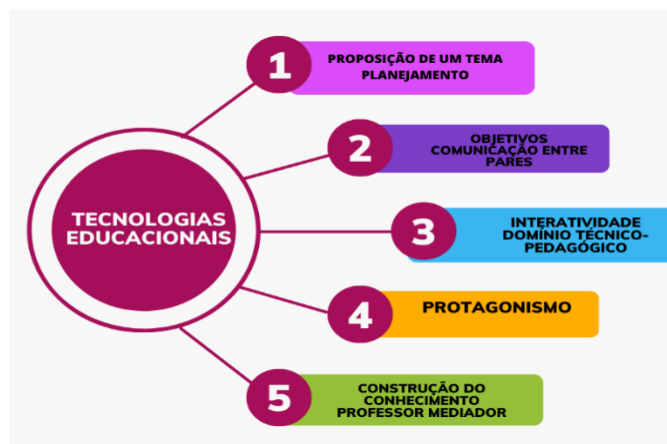 TECNOLOGIAS
EDUCACIONAIS
1
PROPOSIÇÃO DE UM TEMA
PLANEJAMENTO
2
OBJETIVOS
COMUNICAÇÃO ENTRE
PARES
3
INTERATIVIDADE
DOMÍNIO TÉCNICO-
PEDAGÓGICO
4
PROTAGONISMO
5
CONSTRUÇÃO DO
CONHECIMENTO
PROFESSOR MEDIADOR